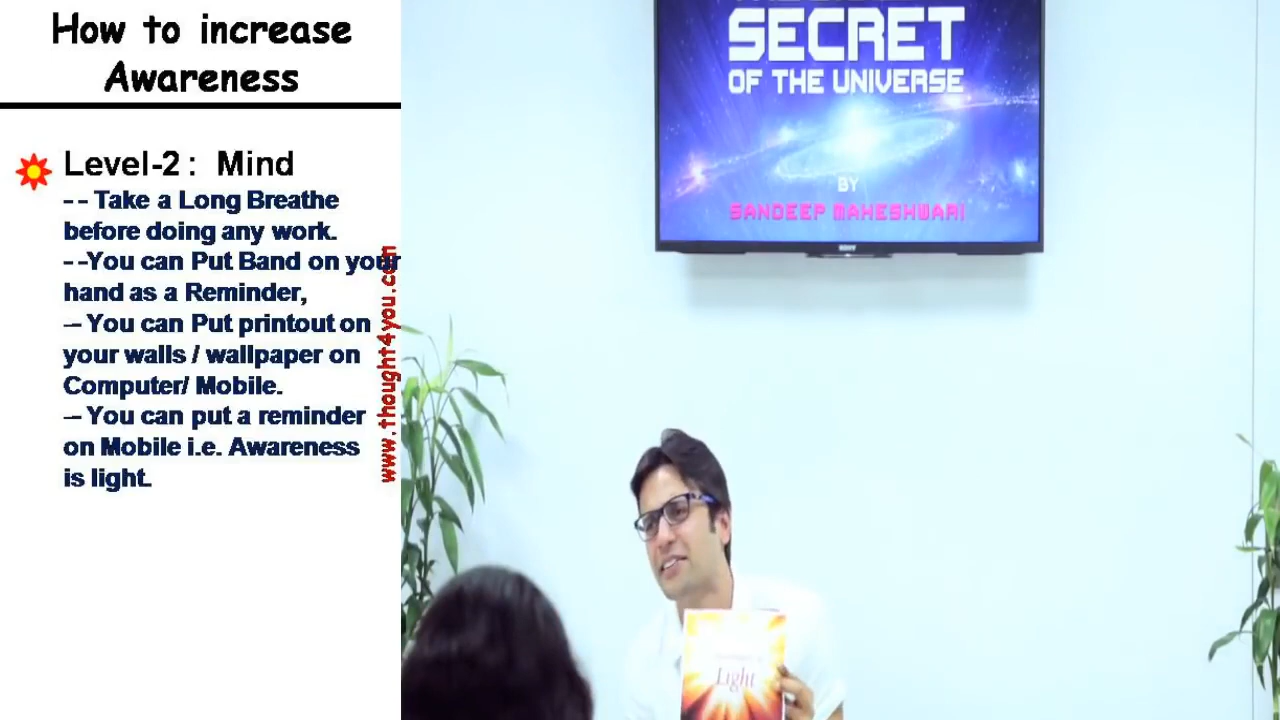 How to increase
Awareness
Level-2 : Mind
- - Take a Long Breathe
before doing any work.
- -You can Put Band on your
hand as a Reminder,
-- You can Put printout on
your walls / wallpaper on
Computer/ Mobile.
-- You can put a reminder
on Mobile i.e. Awareness
is light.
www.thought4you.com
SECRET
OF THE UNIVERSE
BY
SANDEEP MAHESHWARI
SONY
Light